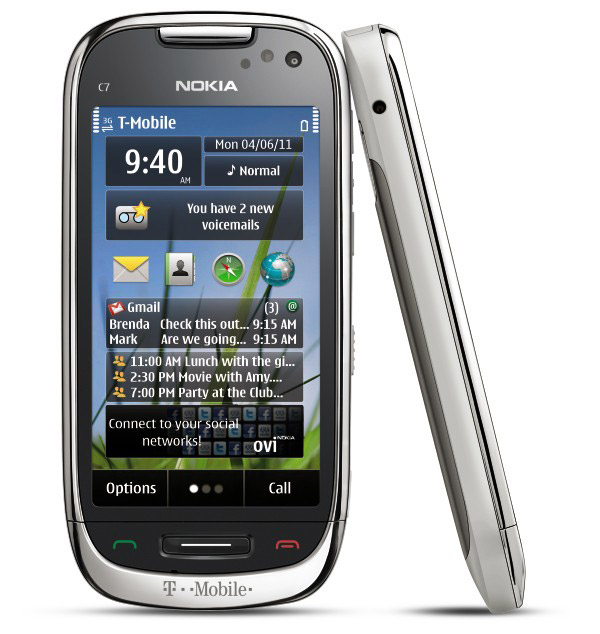 C7
NOKIA
3G T-Mobile
9:40 AM
Mon 04/06/11
Normal
You have 2 new
voicemails
N
Gmail (3) @
Brenda Check this out... 9:15 AM
Mark Are we going... 9:15 AM
11:00 AM Lunch with the gi...
2:30 PM Movie with Amy....
7:00 PM Party at the Club...
Connect to your social
networks!
ovi NOKIA
Options Call
T··Mobile·